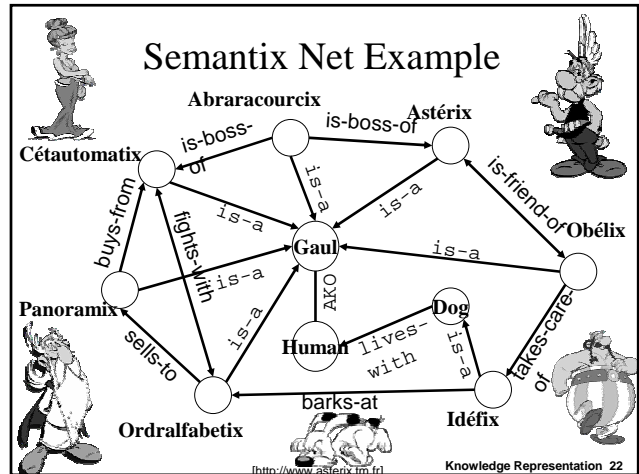 Semantix Net Example
Abraracourcix
Astérix
is-boss-of
is-boss-of
Cétautomatix
is-a
is-a
is-a
is-friend-of
Obélix
buys-from
fights-with
Gaul
is-a
is-a
Panoramix
AKO
Dog
is-a
Human
lives-with
is-a
takes-care-of
sells-to
barks-at
Idéfix
Ordralfabetix
[http://www.asterix.tm.fr]
Knowledge Representation 22